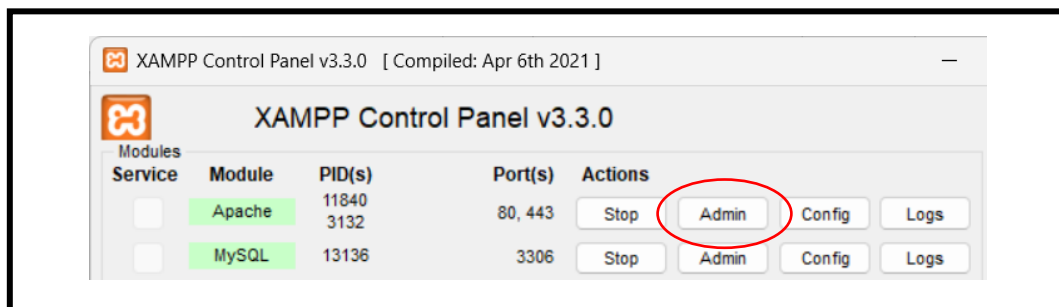 XAMPP Control Panel v3.3.0 [ Compiled: Apr 6th 2021 ]
XAMPP Control Panel v3.3.0
Modules
Service Module PID(s) Port(s) Actions
Apache 11840 3132 80, 443 Stop Admin Config Logs
MySQL 13136 3306 Stop Admin Config Logs